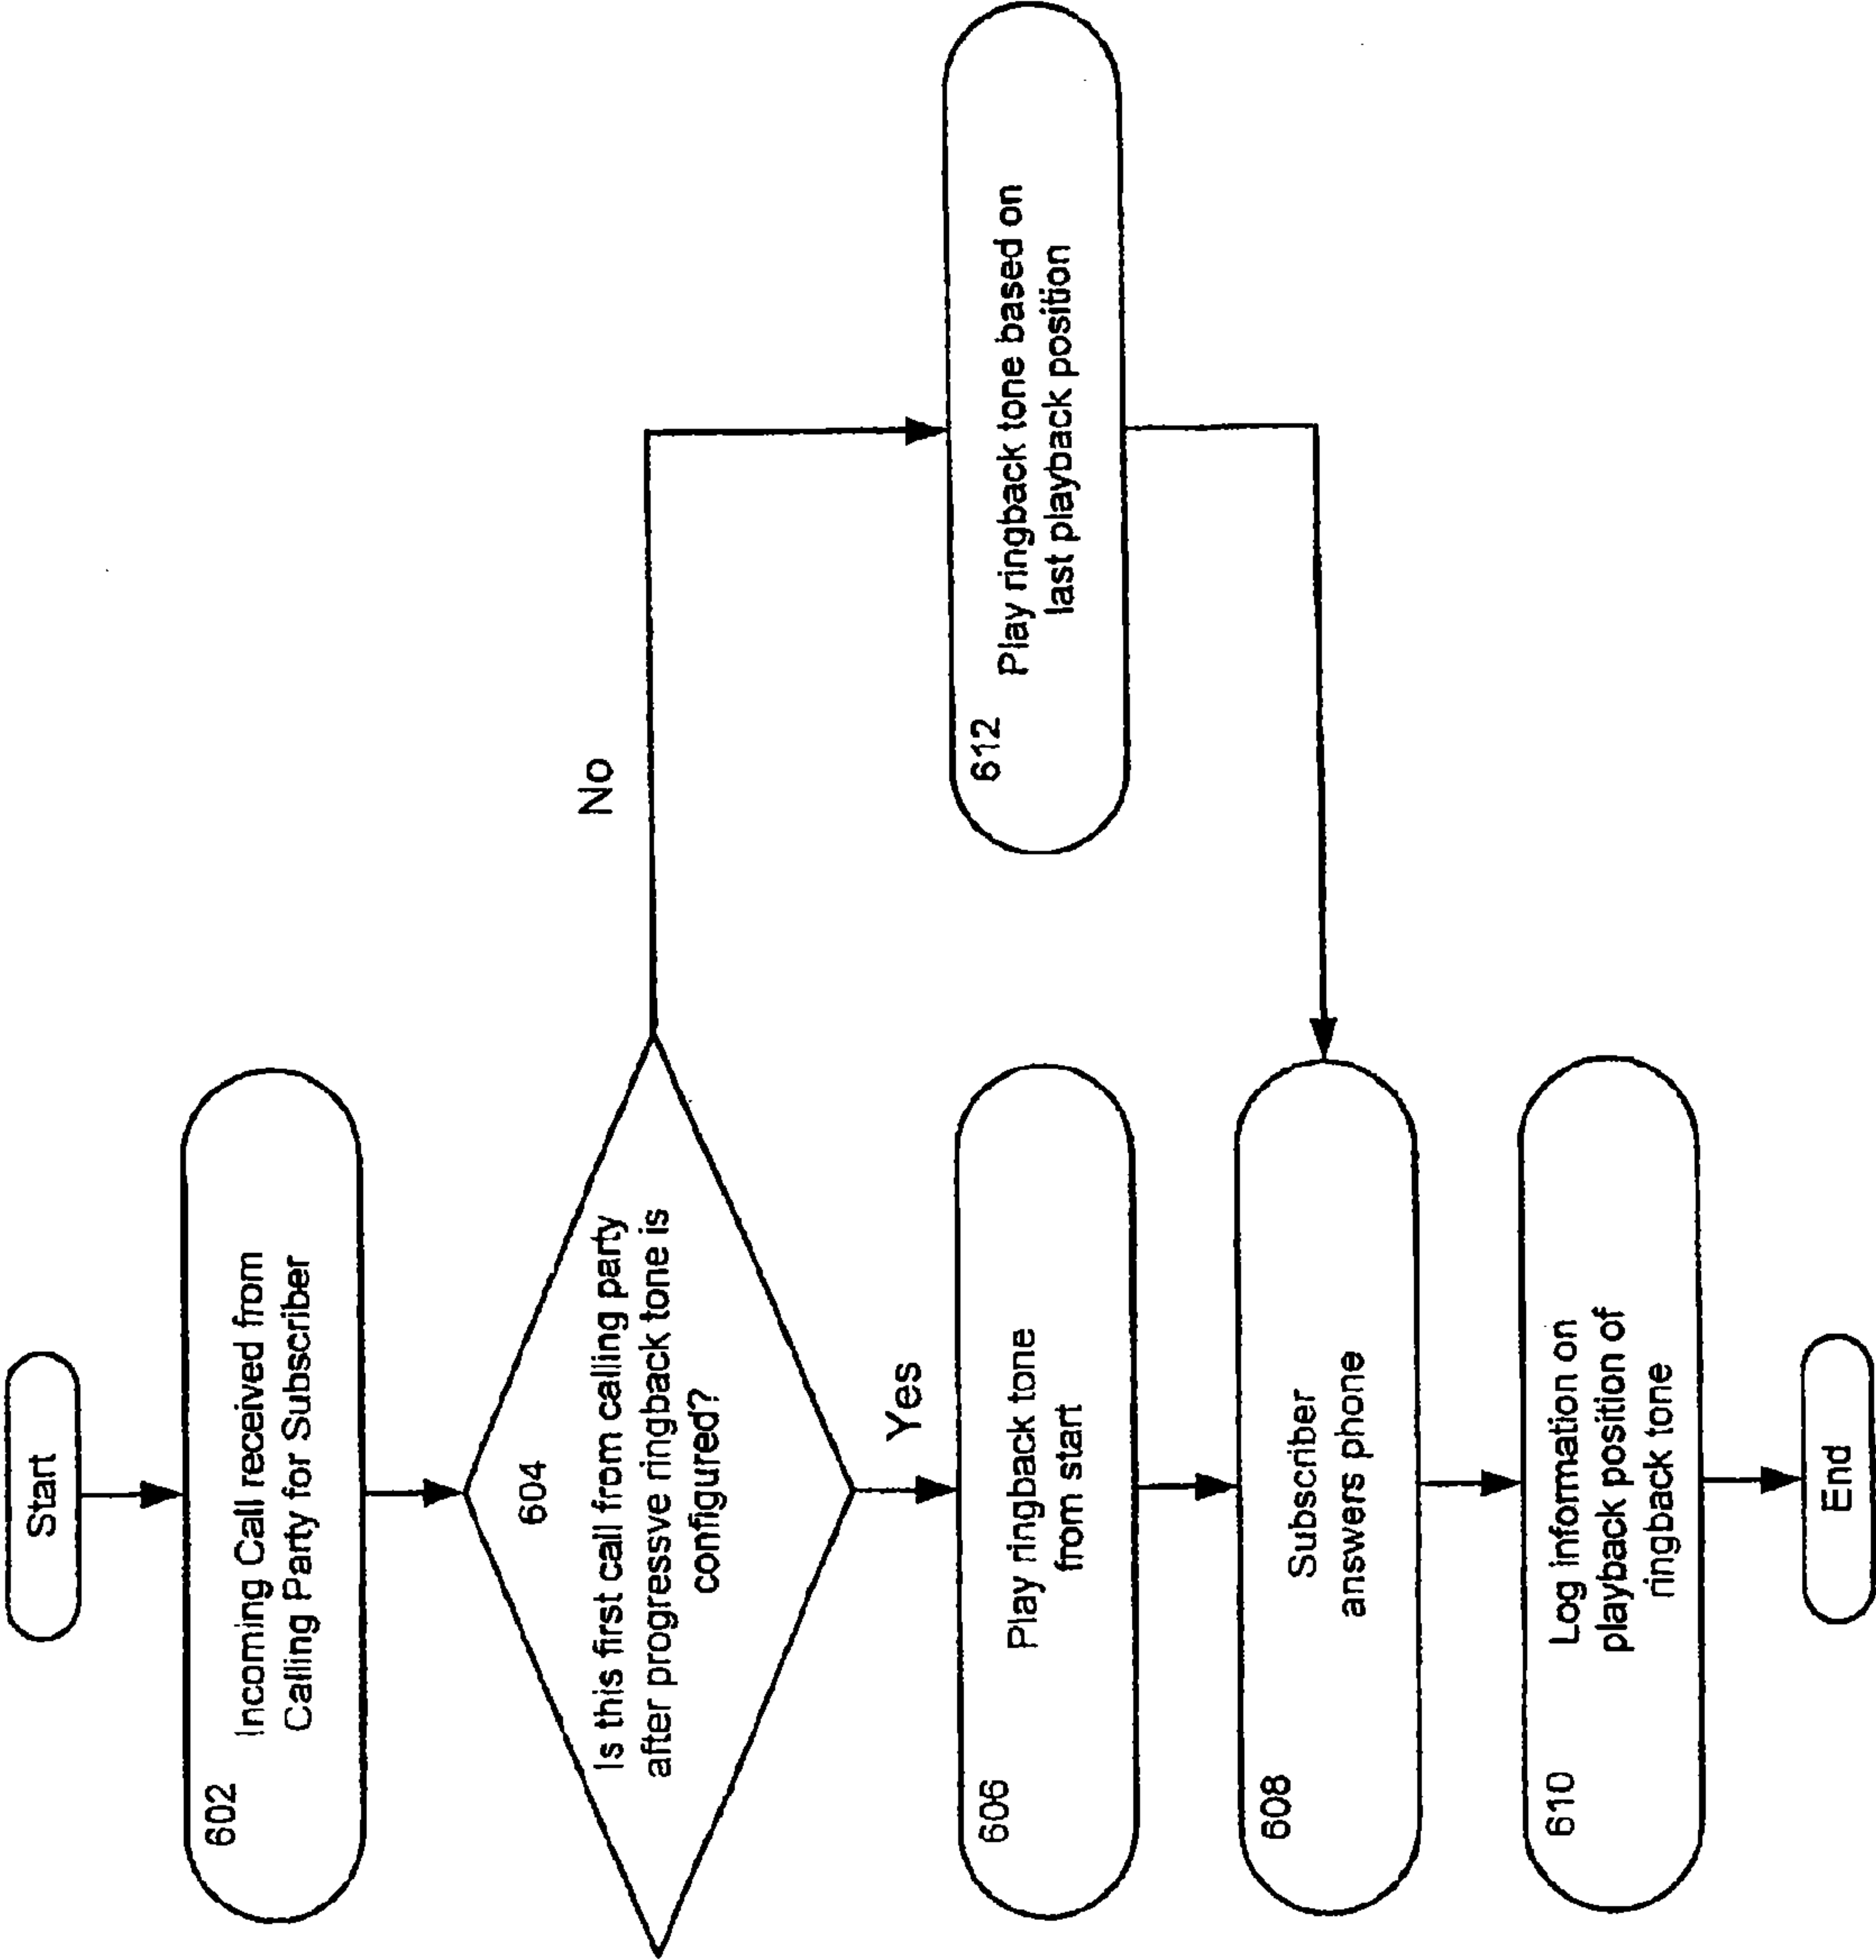 Start
602
Incoming Call received from
Calling Party for Subscriber
604
Is this first call from calling party
after progressve ringback tone is
configured?
No
Yes
606
Play ringback tone
from start
612
Play ringback tone based on
last playback position
608
Subscriber
answers phone
610
Log information on
playback position of
ringback tone
End